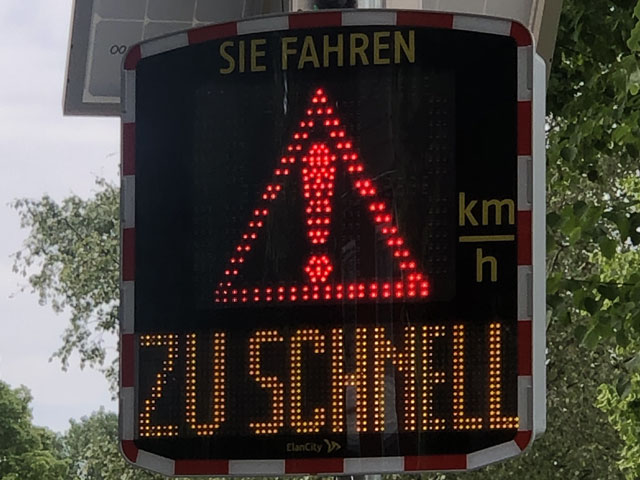 SIE FAHREN
km
h
ZU SCHNELL
ElanCity